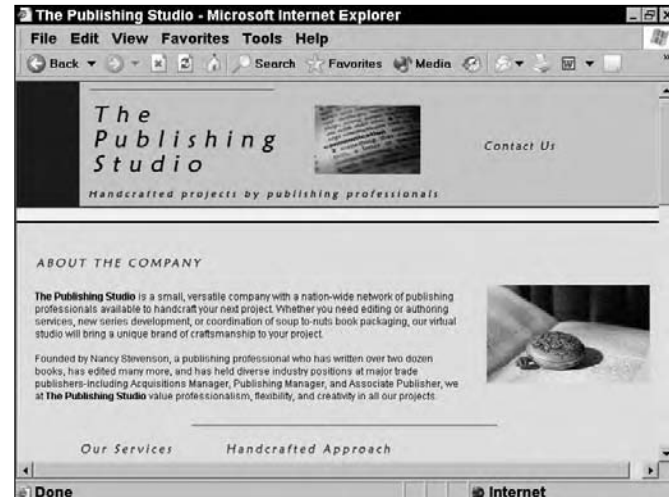 The Publishing Studio - Microsoft Internet Explorer
File Edit View Favorites Tools Help
Back Search Favorites Media
The
Publishing
Studio
Contact Us
Handcrafted projects by publishing professionals
ABOUT THE COMPANY
The Publishing Studio is a small, versatile company with a nation-wide network of publishing
professionals available to handcraft your next project. Whether you need editing or authoring
services, new series development, or coordination of soup to-nuts book packaging, our virtual
studio will bring a unique brand of craftsmanship to your project.
Founded by Nancy Stevenson, a publishing professional who has written over two dozen
books, has edited many more, and has held diverse industry positions at major trade
publishers-including Acquisitions Manager, Publishing Manager, and Associate Publisher, we
at The Publishing Studio value professionalism, flexibility, and creativity in all our projects.
Our Services Handcrafted Approach
Done Internet